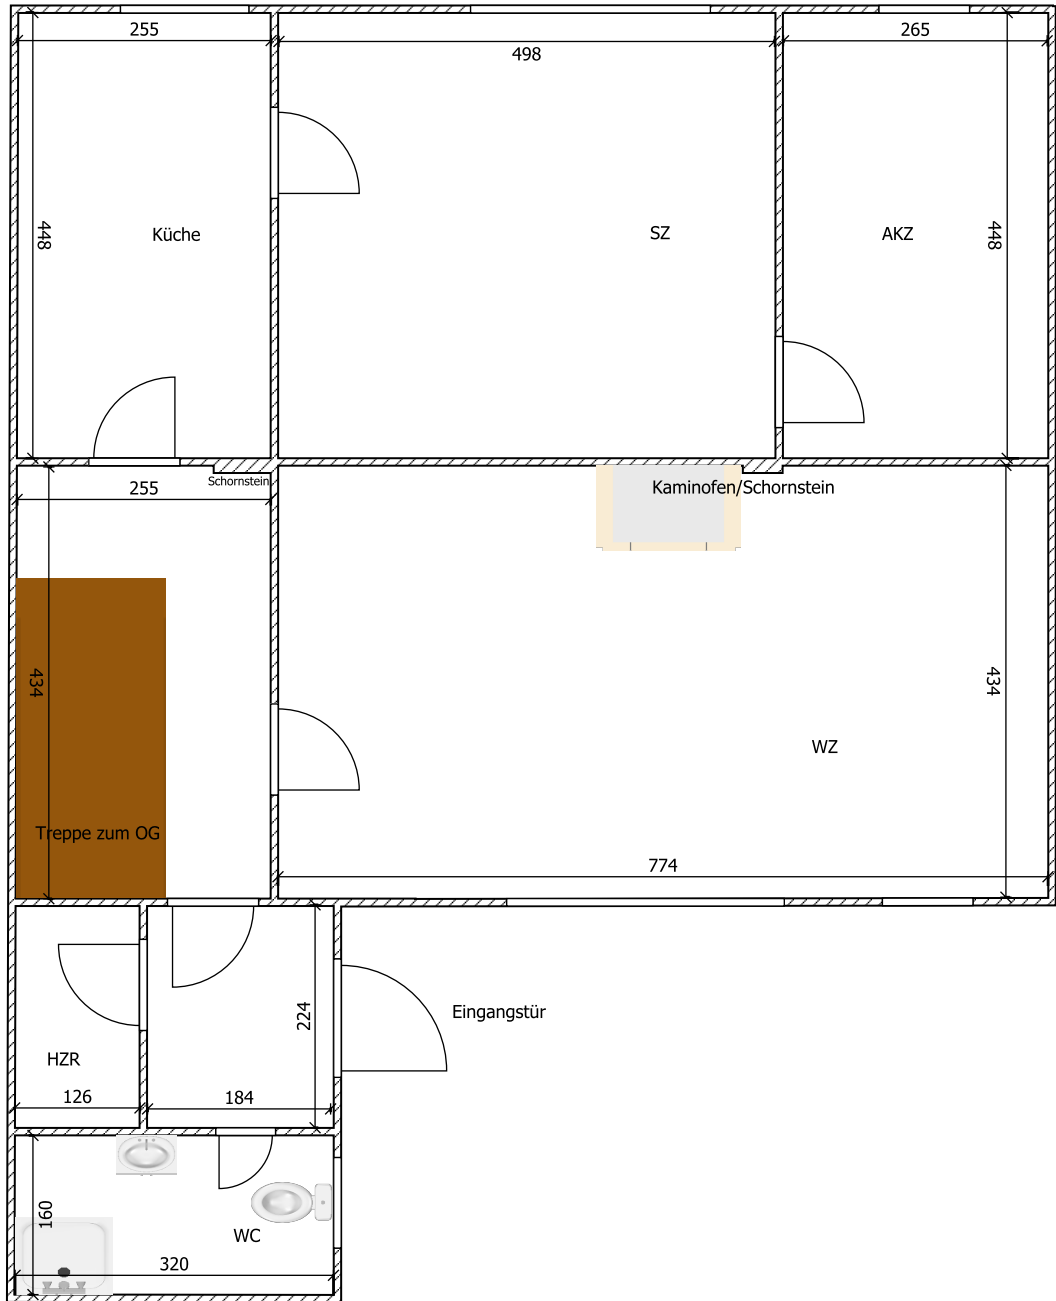 255
498
265
448
Küche
SZ
AKZ
448
255
Schornstein
Kaminofen/Schornstein
434
434
WZ
Treppe zum OG
774
224
Eingangstür
HZR
126
184
160
WC
320